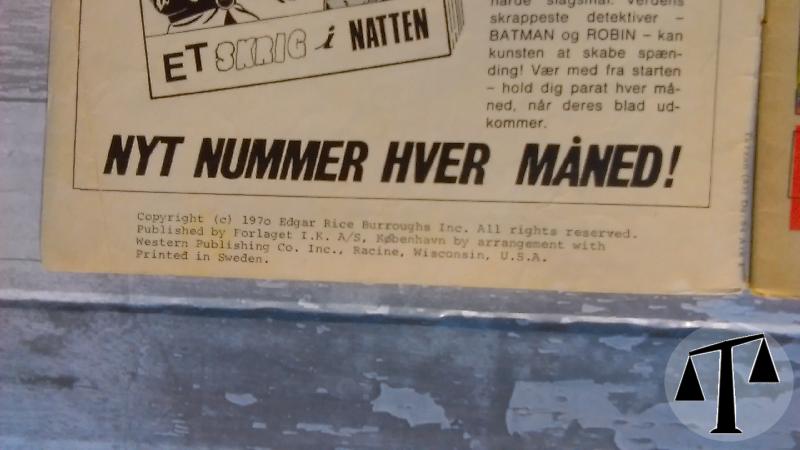 ET SKRIG i NATTEN
hårde slagsmål. Verdens
skrappeste detektiver –
BATMAN og ROBIN – kan
kunsten at skabe spæn-
ding! Vær med fra starten
– hold dig parat hver må-
ned, når deres blad ud-
kommer.
NYT NUMMER HVER MÅNED!
Copyright (c) 197o Edgar Rice Burroughs Inc. All rights reserved.
Published by Forlaget I.K. A/S, København by arrangement with
Western Publishing Co. Inc., Racine, Wisconsin, U.S.A.
Printed in Sweden.